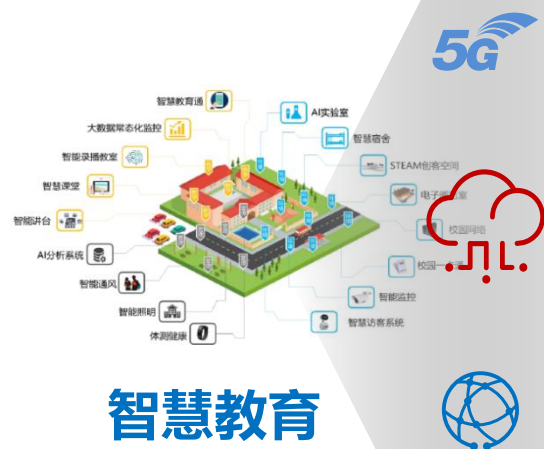 5G
智慧教育通
AI实验室
大数据常态化监控
智慧宿舍
智能录播教室
STEAM创客空间
智慧课堂
智能讲台
校园网络
AI分析系统
智能通风
智能监控
智能照明
智慧访客系统
体测健康
智慧教育